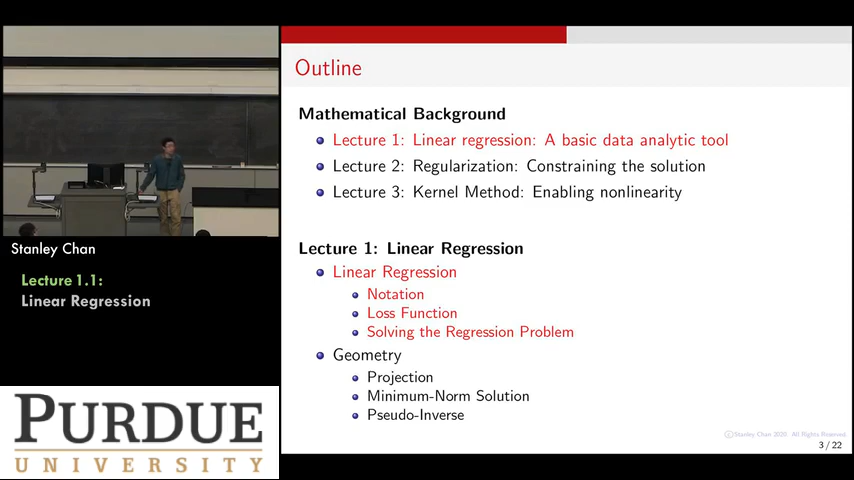 Outline
Mathematical Background
Lecture 1: Linear regression: A basic data analytic tool
Lecture 2: Regularization: Constraining the solution
Lecture 3: Kernel Method: Enabling nonlinearity
Lecture 1: Linear Regression
Linear Regression
Notation
Loss Function
Solving the Regression Problem
Geometry
Projection
Minimum-Norm Solution
Pseudo-Inverse
©Stanley Chan 2020. All Rights Reserved.
3 / 22
Stanley Chan
Lecture 1.1:
Linear Regression
PURDUE
UNIVERSITY